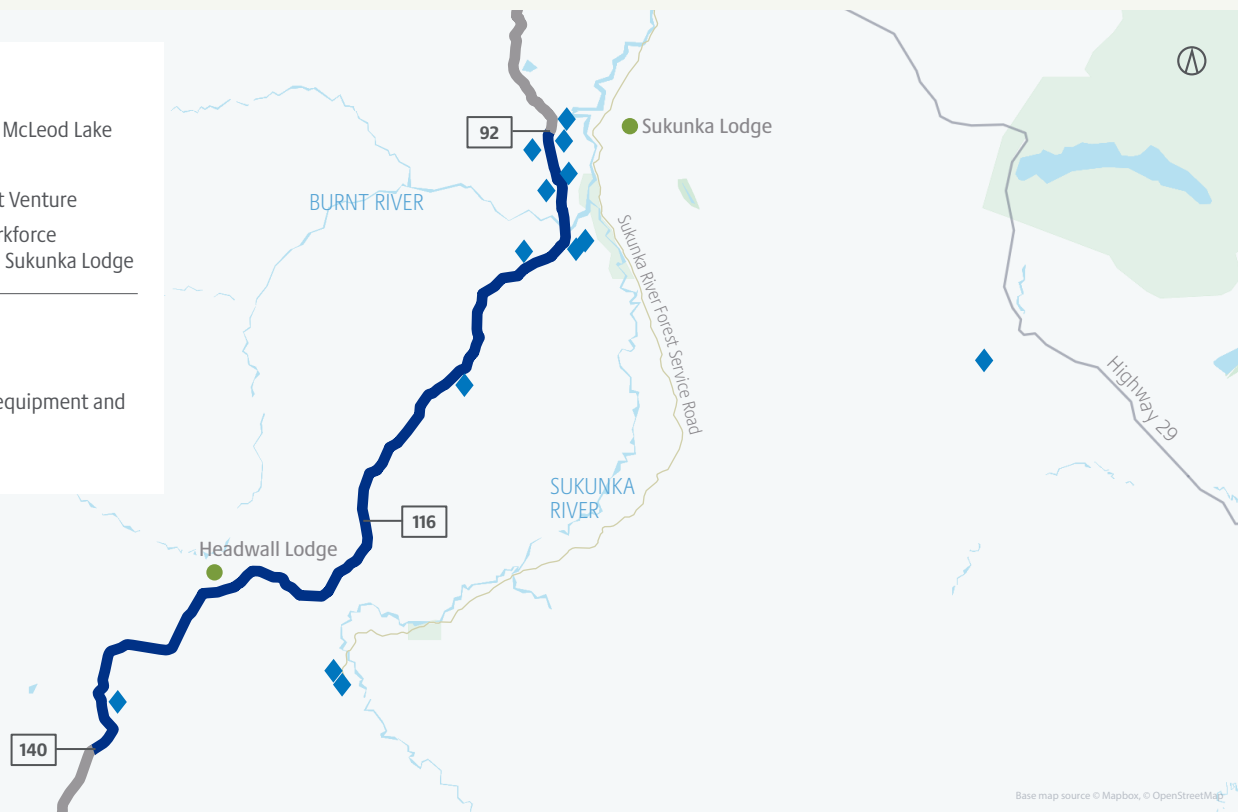 McLeod Lake
t Venture
rkforce
Sukunka Lodge
equipment and
92
Sukunka Lodge
BURNT RIVER
Sukunka River Forest Service Road
Highway 29
SUKUNKA
RIVER
116
Headwall Lodge
140
Base map source © Mapbox, © OpenStreetMap